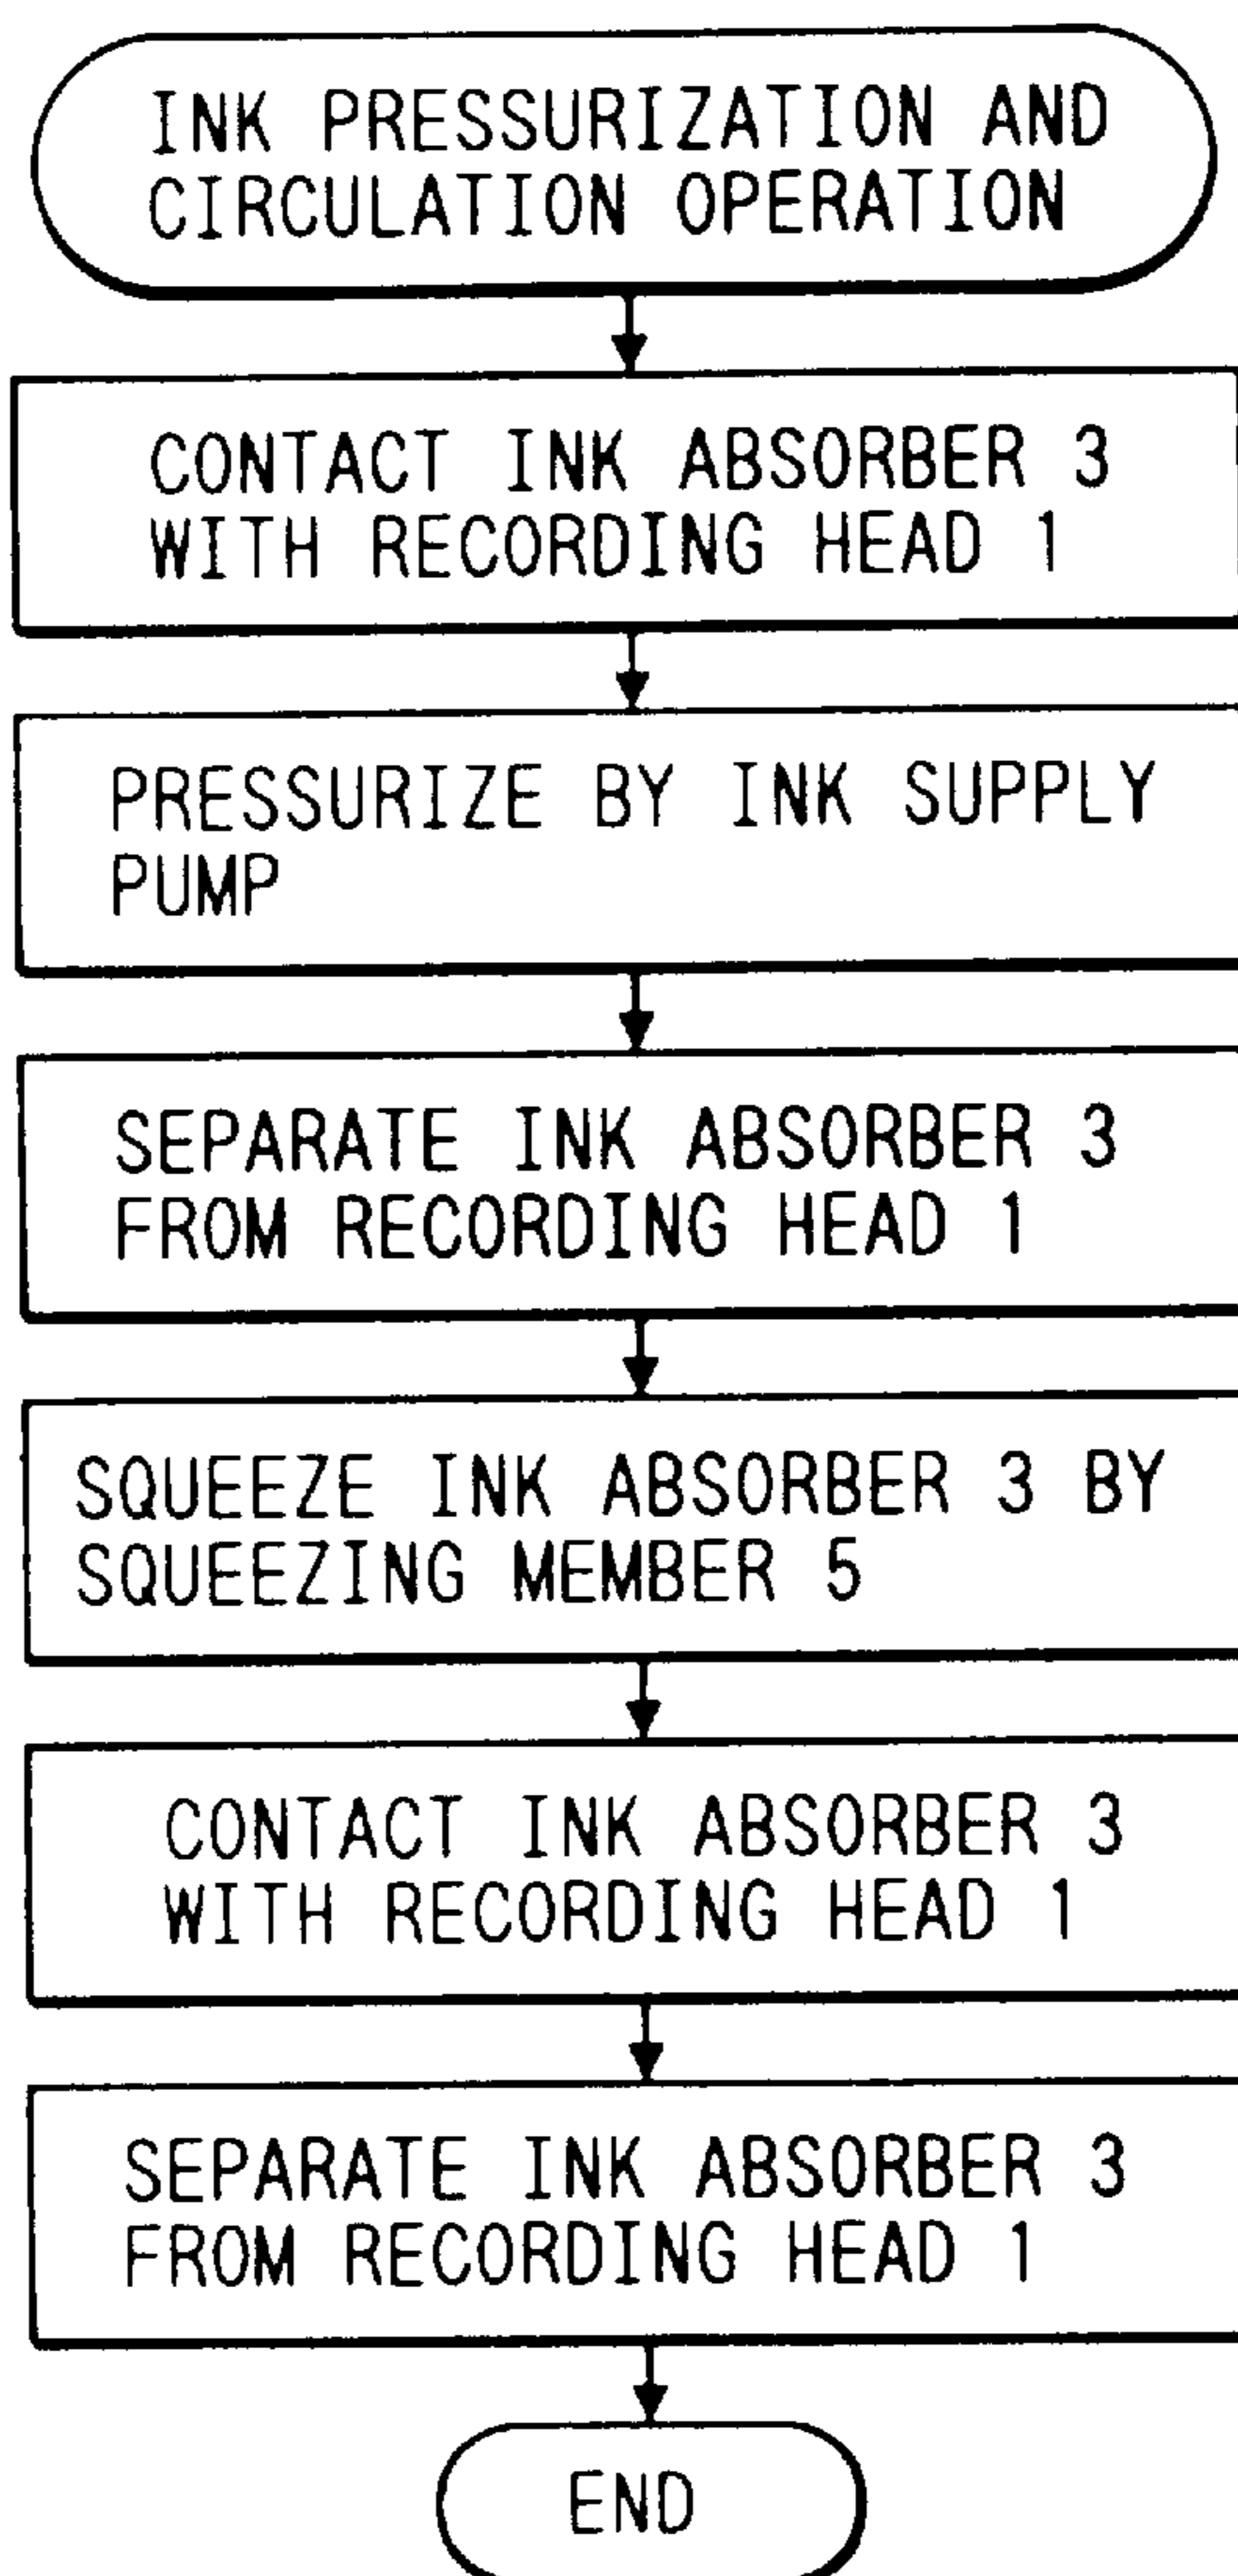 INK PRESSURIZATION AND
CIRCULATION OPERATION
CONTACT INK ABSORBER 3
WITH RECORDING HEAD 1
PRESSURIZE BY INK SUPPLY
PUMP
SEPARATE INK ABSORBER 3
FROM RECORDING HEAD 1
SQUEEZE INK ABSORBER 3 BY
SQUEEZING MEMBER 5
CONTACT INK ABSORBER 3
WITH RECORDING HEAD 1
SEPARATE INK ABSORBER 3
FROM RECORDING HEAD 1
END